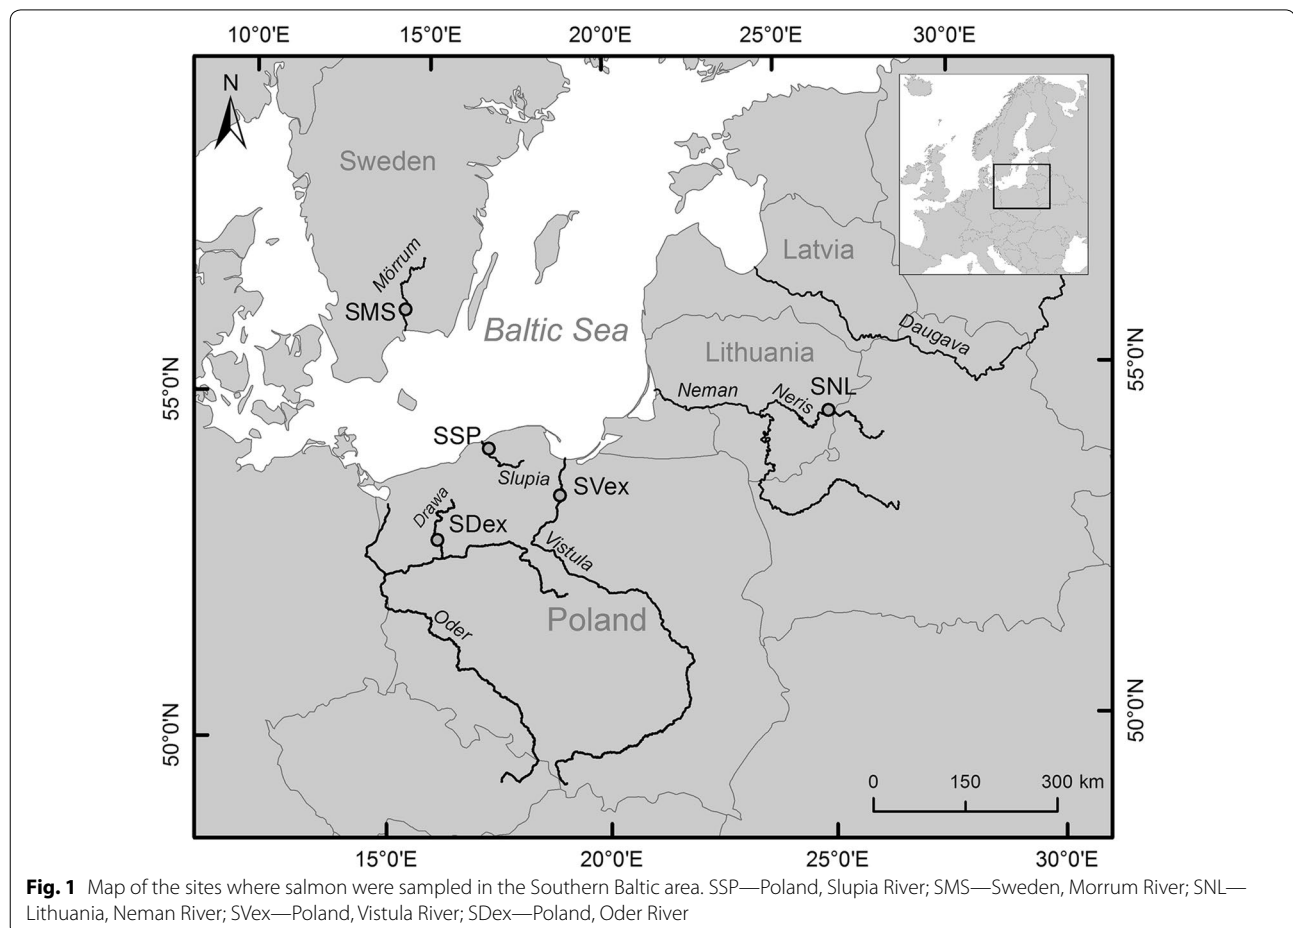 10°0'E 15°0'E 20°0'E 25°0'E 30°0'E
N
Sweden
Latvia
Mörrum
SMS
Baltic Sea
Daugava
Lithuania
55°0'N
55°0'N
Neman
Neris
SNL
SSP
Slupia
SVex
Drawa
SDex
Vistula
Poland
Oder
50°0'N
50°0'N
0 150 300 km
15°0'E 20°0'E 25°0'E 30°0'E
Fig. 1 Map of the sites where salmon were sampled in the Southern Baltic area. SSP—Poland, Slupia River; SMS—Sweden, Morrum River; SNL—
Lithuania, Neman River; SVex—Poland, Vistula River; SDex—Poland, Oder River